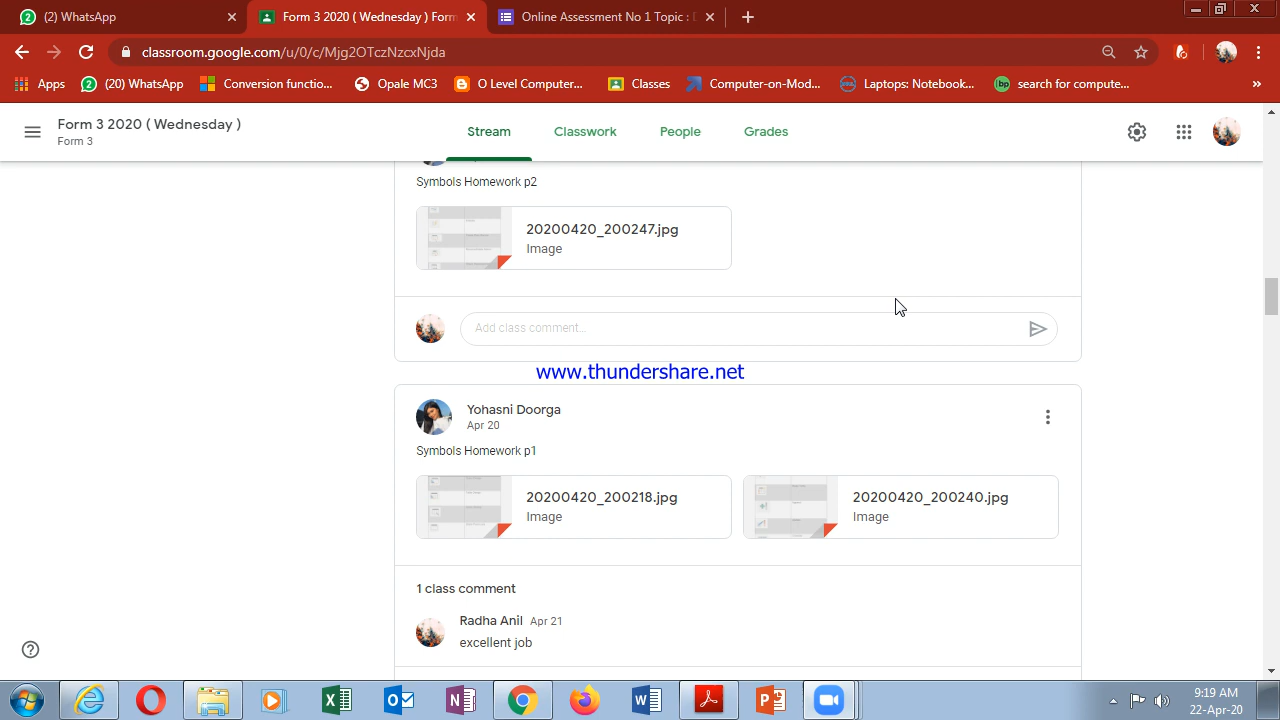 (2) WhatsApp
Form 3 2020 ( Wednesday ) Form
Online Assessment No 1 Topic :
classroom.google.com/u/0/c/Mjg2OTczNzcxNjda
Apps
(20) WhatsApp
Conversion functio...
Opale MC3
O Level Computer...
Classes
Computer-on-Mod...
Laptops: Notebook...
search for compute...
Form 3 2020 ( Wednesday )
Form 3
Stream
Classwork
People
Grades
Symbols Homework p2
20200420_200247.jpg
Image
Add class comment...
www.thundershare.net
Yohasni Doorga
Apr 20
Symbols Homework p1
20200420_200218.jpg
Image
20200420_200240.jpg
Image
1 class comment
Radha Anil Apr 21
excellent job
9:19 AM
22-Apr-20